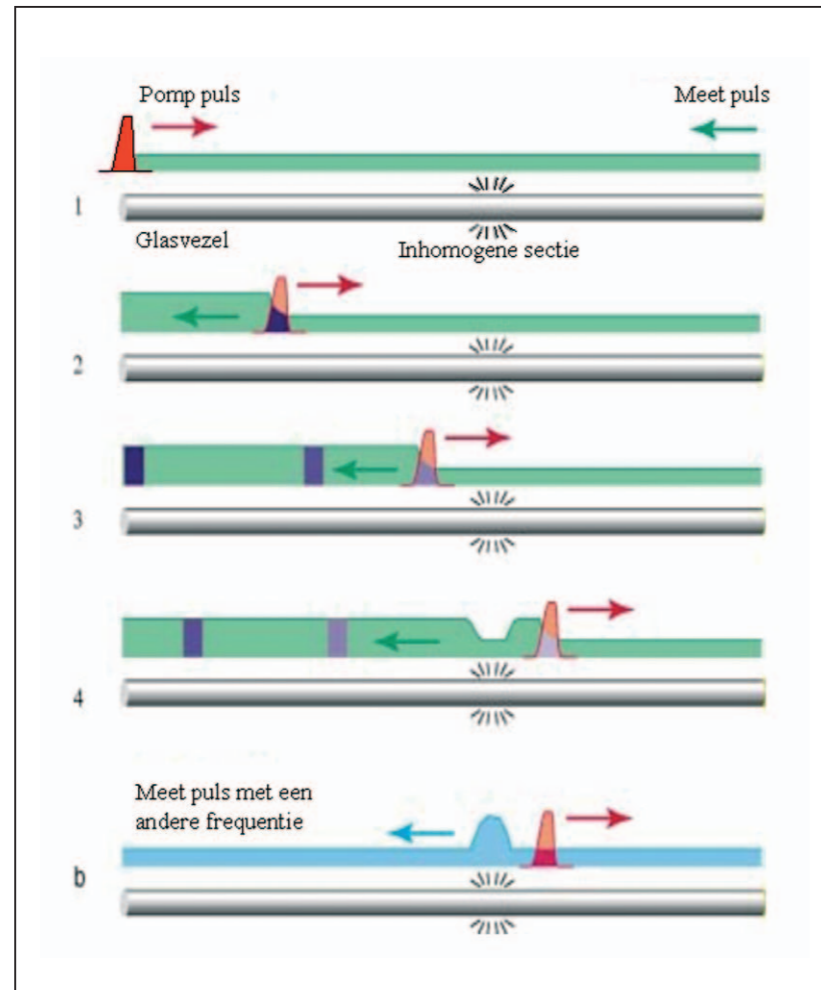 Pomp puls
Meet puls
1
Glasvezel
Inhomogene sectie
2
3
4
Meet puls met een
andere frequentie
b